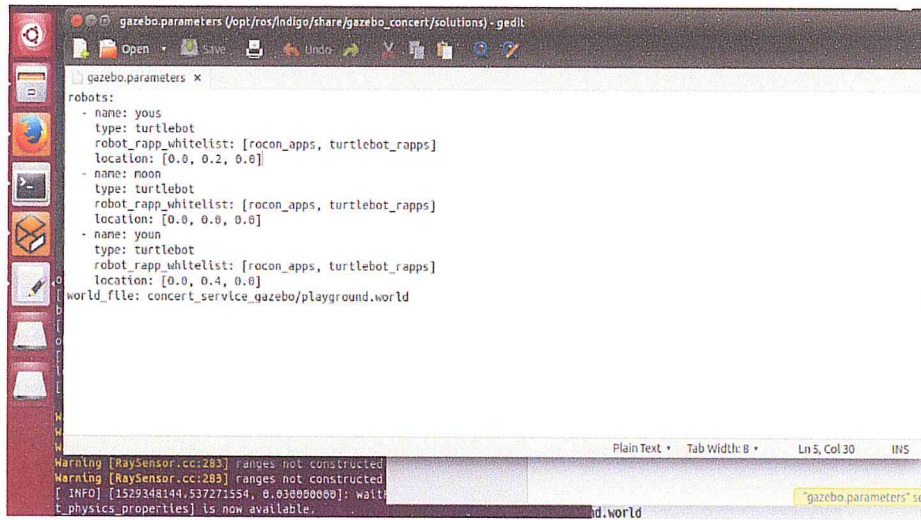 gazebo.parameters (/opt/ros/indigo/share/gazebo_concert/solutions) - gedit
Open Save Undo
gazebo.parameters ×
robots:
  - name: yous
    type: turtlebot
    robot_rapp_whitelist: [rocon_apps, turtlebot_rapps]
    location: [0.0, 0.2, 0.0]
  - name: moon
    type: turtlebot
    robot_rapp_whitelist: [rocon_apps, turtlebot_rapps]
    location: [0.0, 0.0, 0.0]
  - name: youn
    type: turtlebot
    robot_rapp_whitelist: [rocon_apps, turtlebot_rapps]
    location: [0.0, 0.4, 0.0]
world_file: concert_service_gazebo/playground.world
Plain Text Tab Width: 8 Ln 5, Col 30 INS
Warning [RaySensor.cc:283] ranges not constructed
Warning [RaySensor.cc:283] ranges not constructed
[ INFO] [1529348144.537271554, 0.030000000]:
t_physics_properties] is now available.
"gazebo.parameters"
nd.world